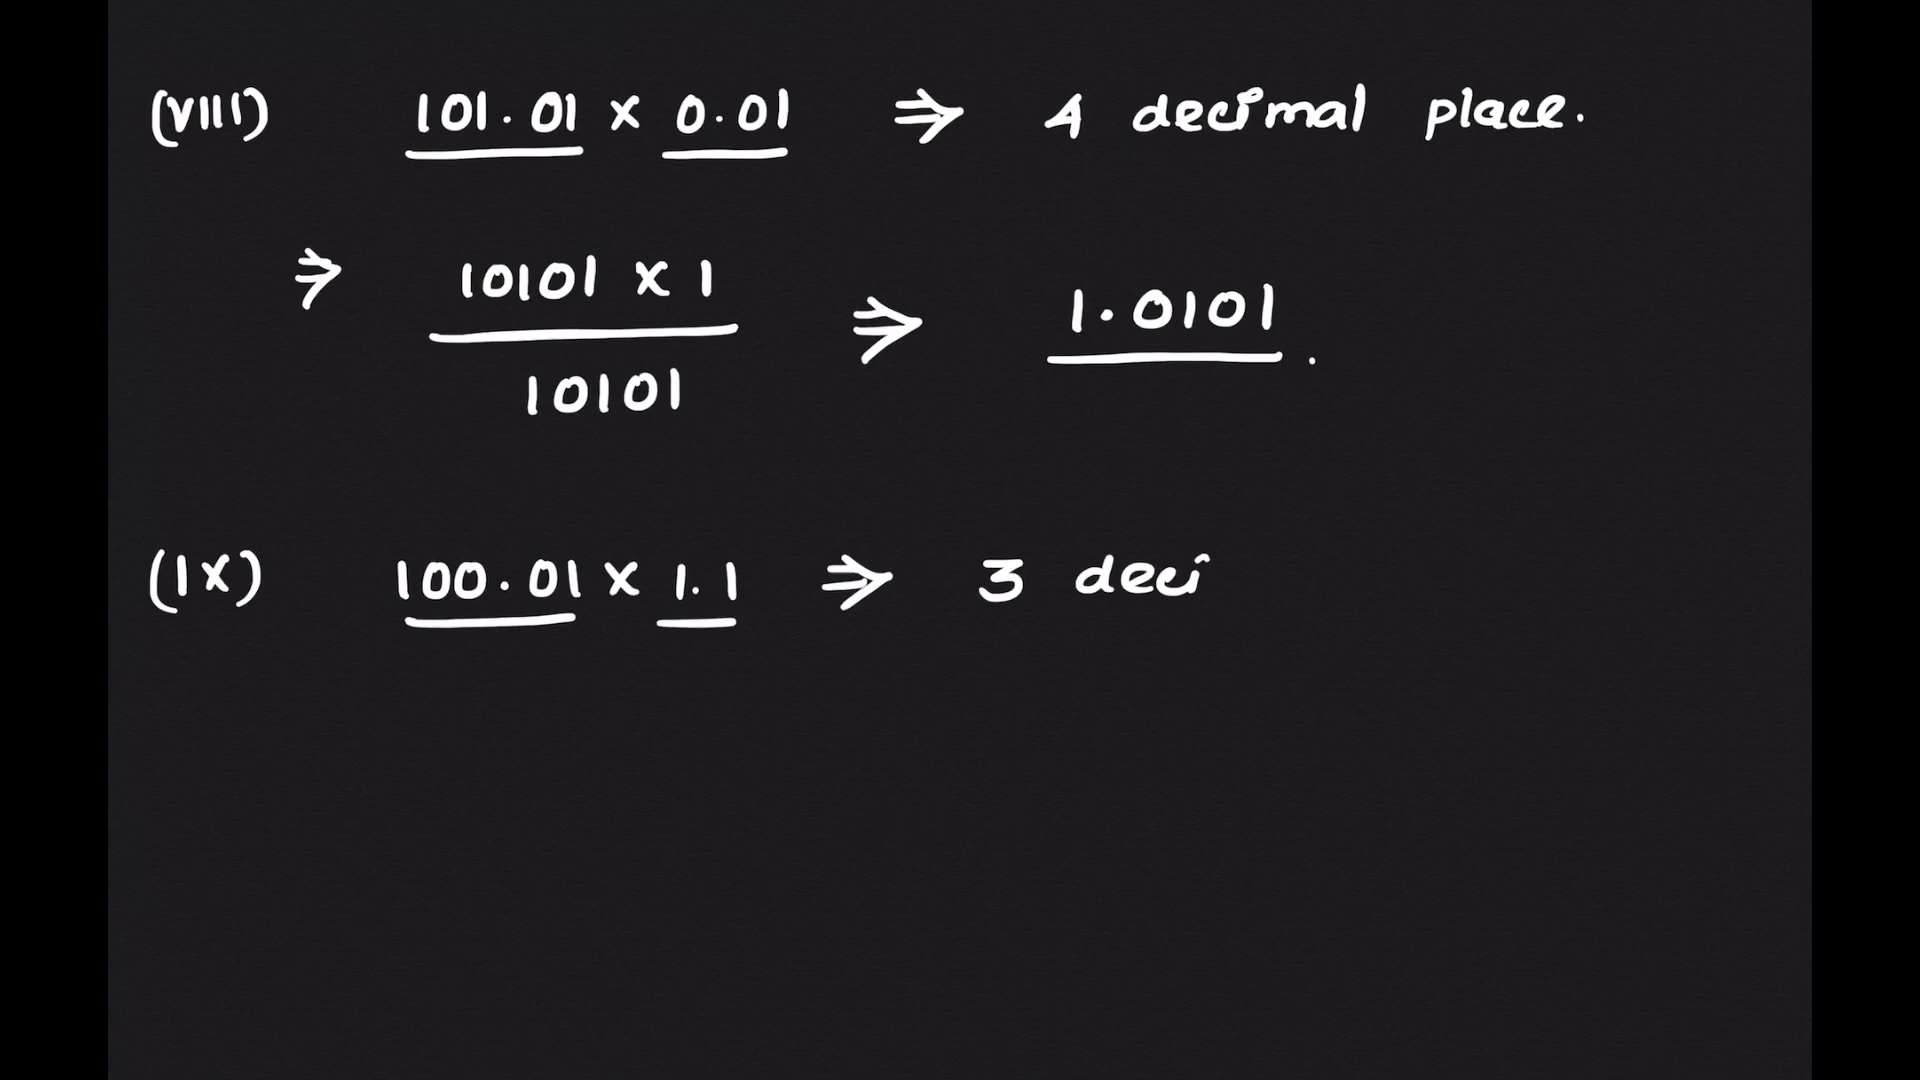 (VIII) 101.01 x 0.01 ⇒ 4 decimal place.
⇒ 10101 x 1
10101
⇒ 1.0101.
(IX) 100.01 x 1.1 ⇒ 3 deci